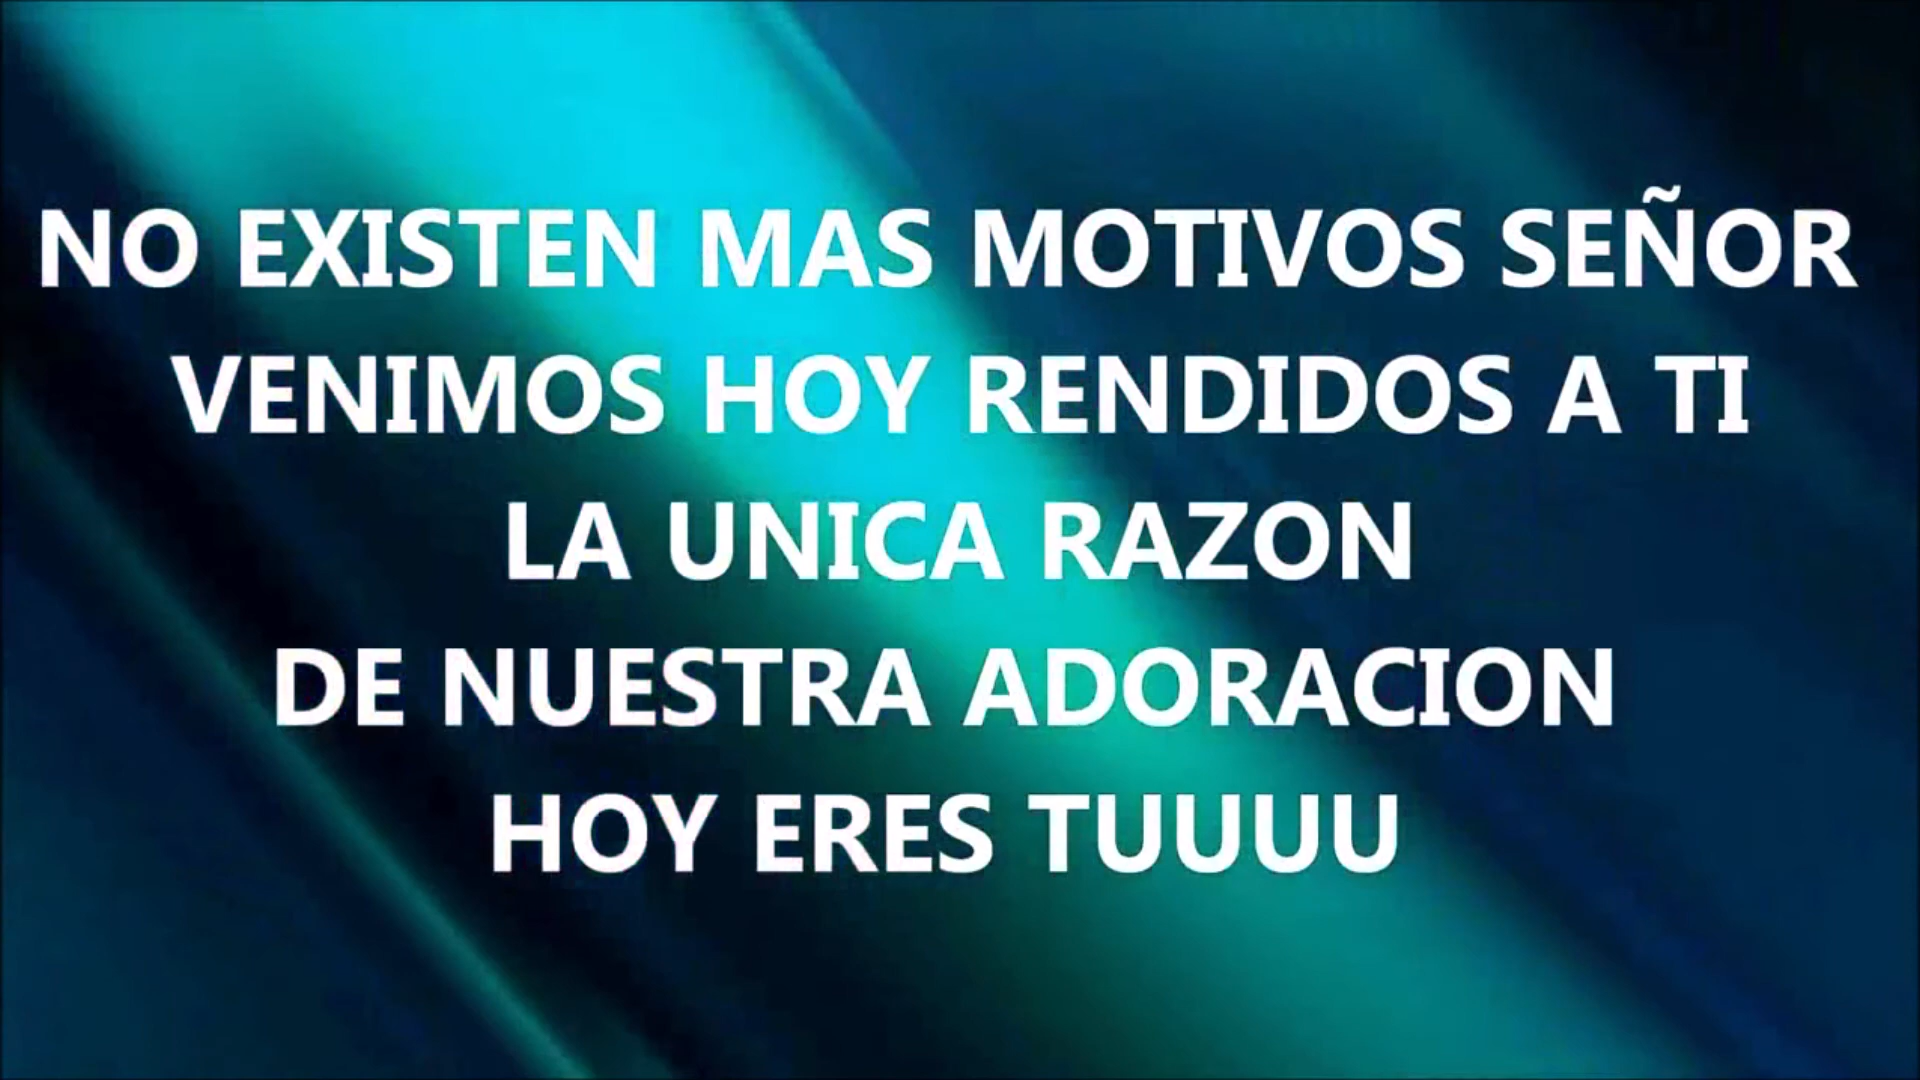 NO EXISTEN MAS MOTIVOS SEÑOR
VENIMOS HOY RENDIDOS A TI
LA UNICA RAZON
DE NUESTRA ADORACION
HOY ERES TUUUU